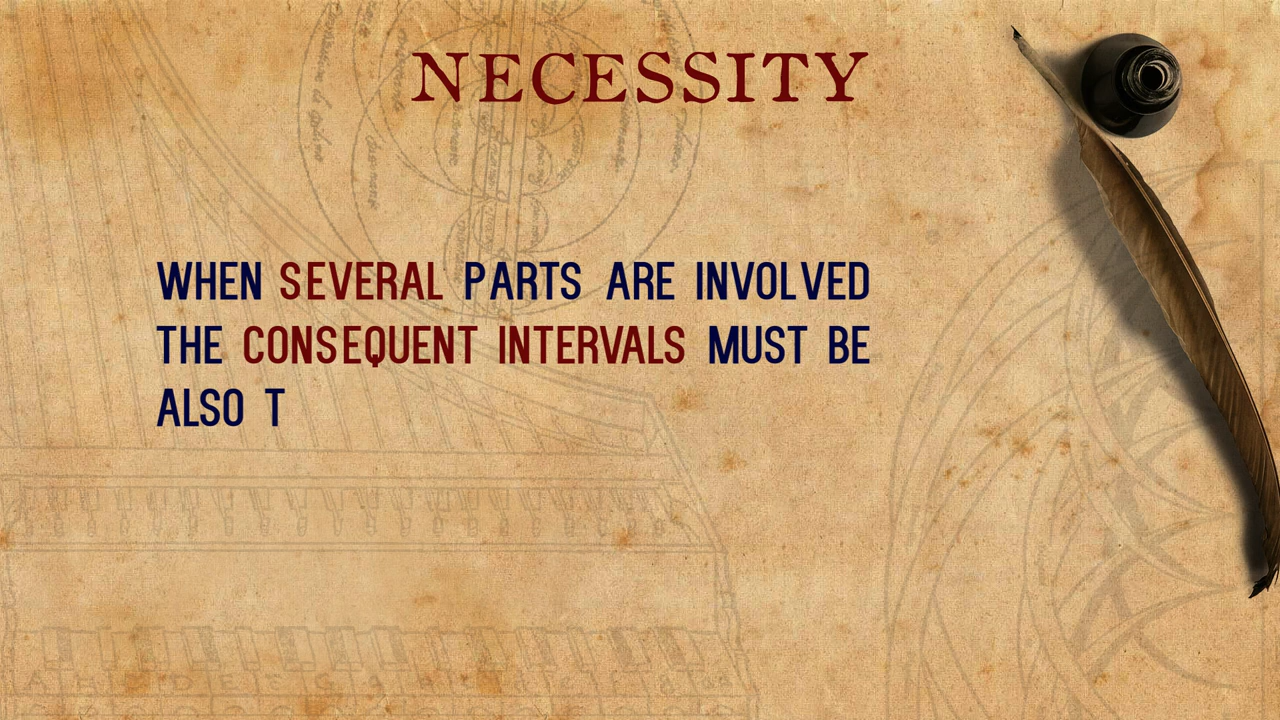 NECESSITY
WHEN SEVERAL PARTS ARE INVOLVED
THE CONSEQUENT INTERVALS MUST BE
ALSO T